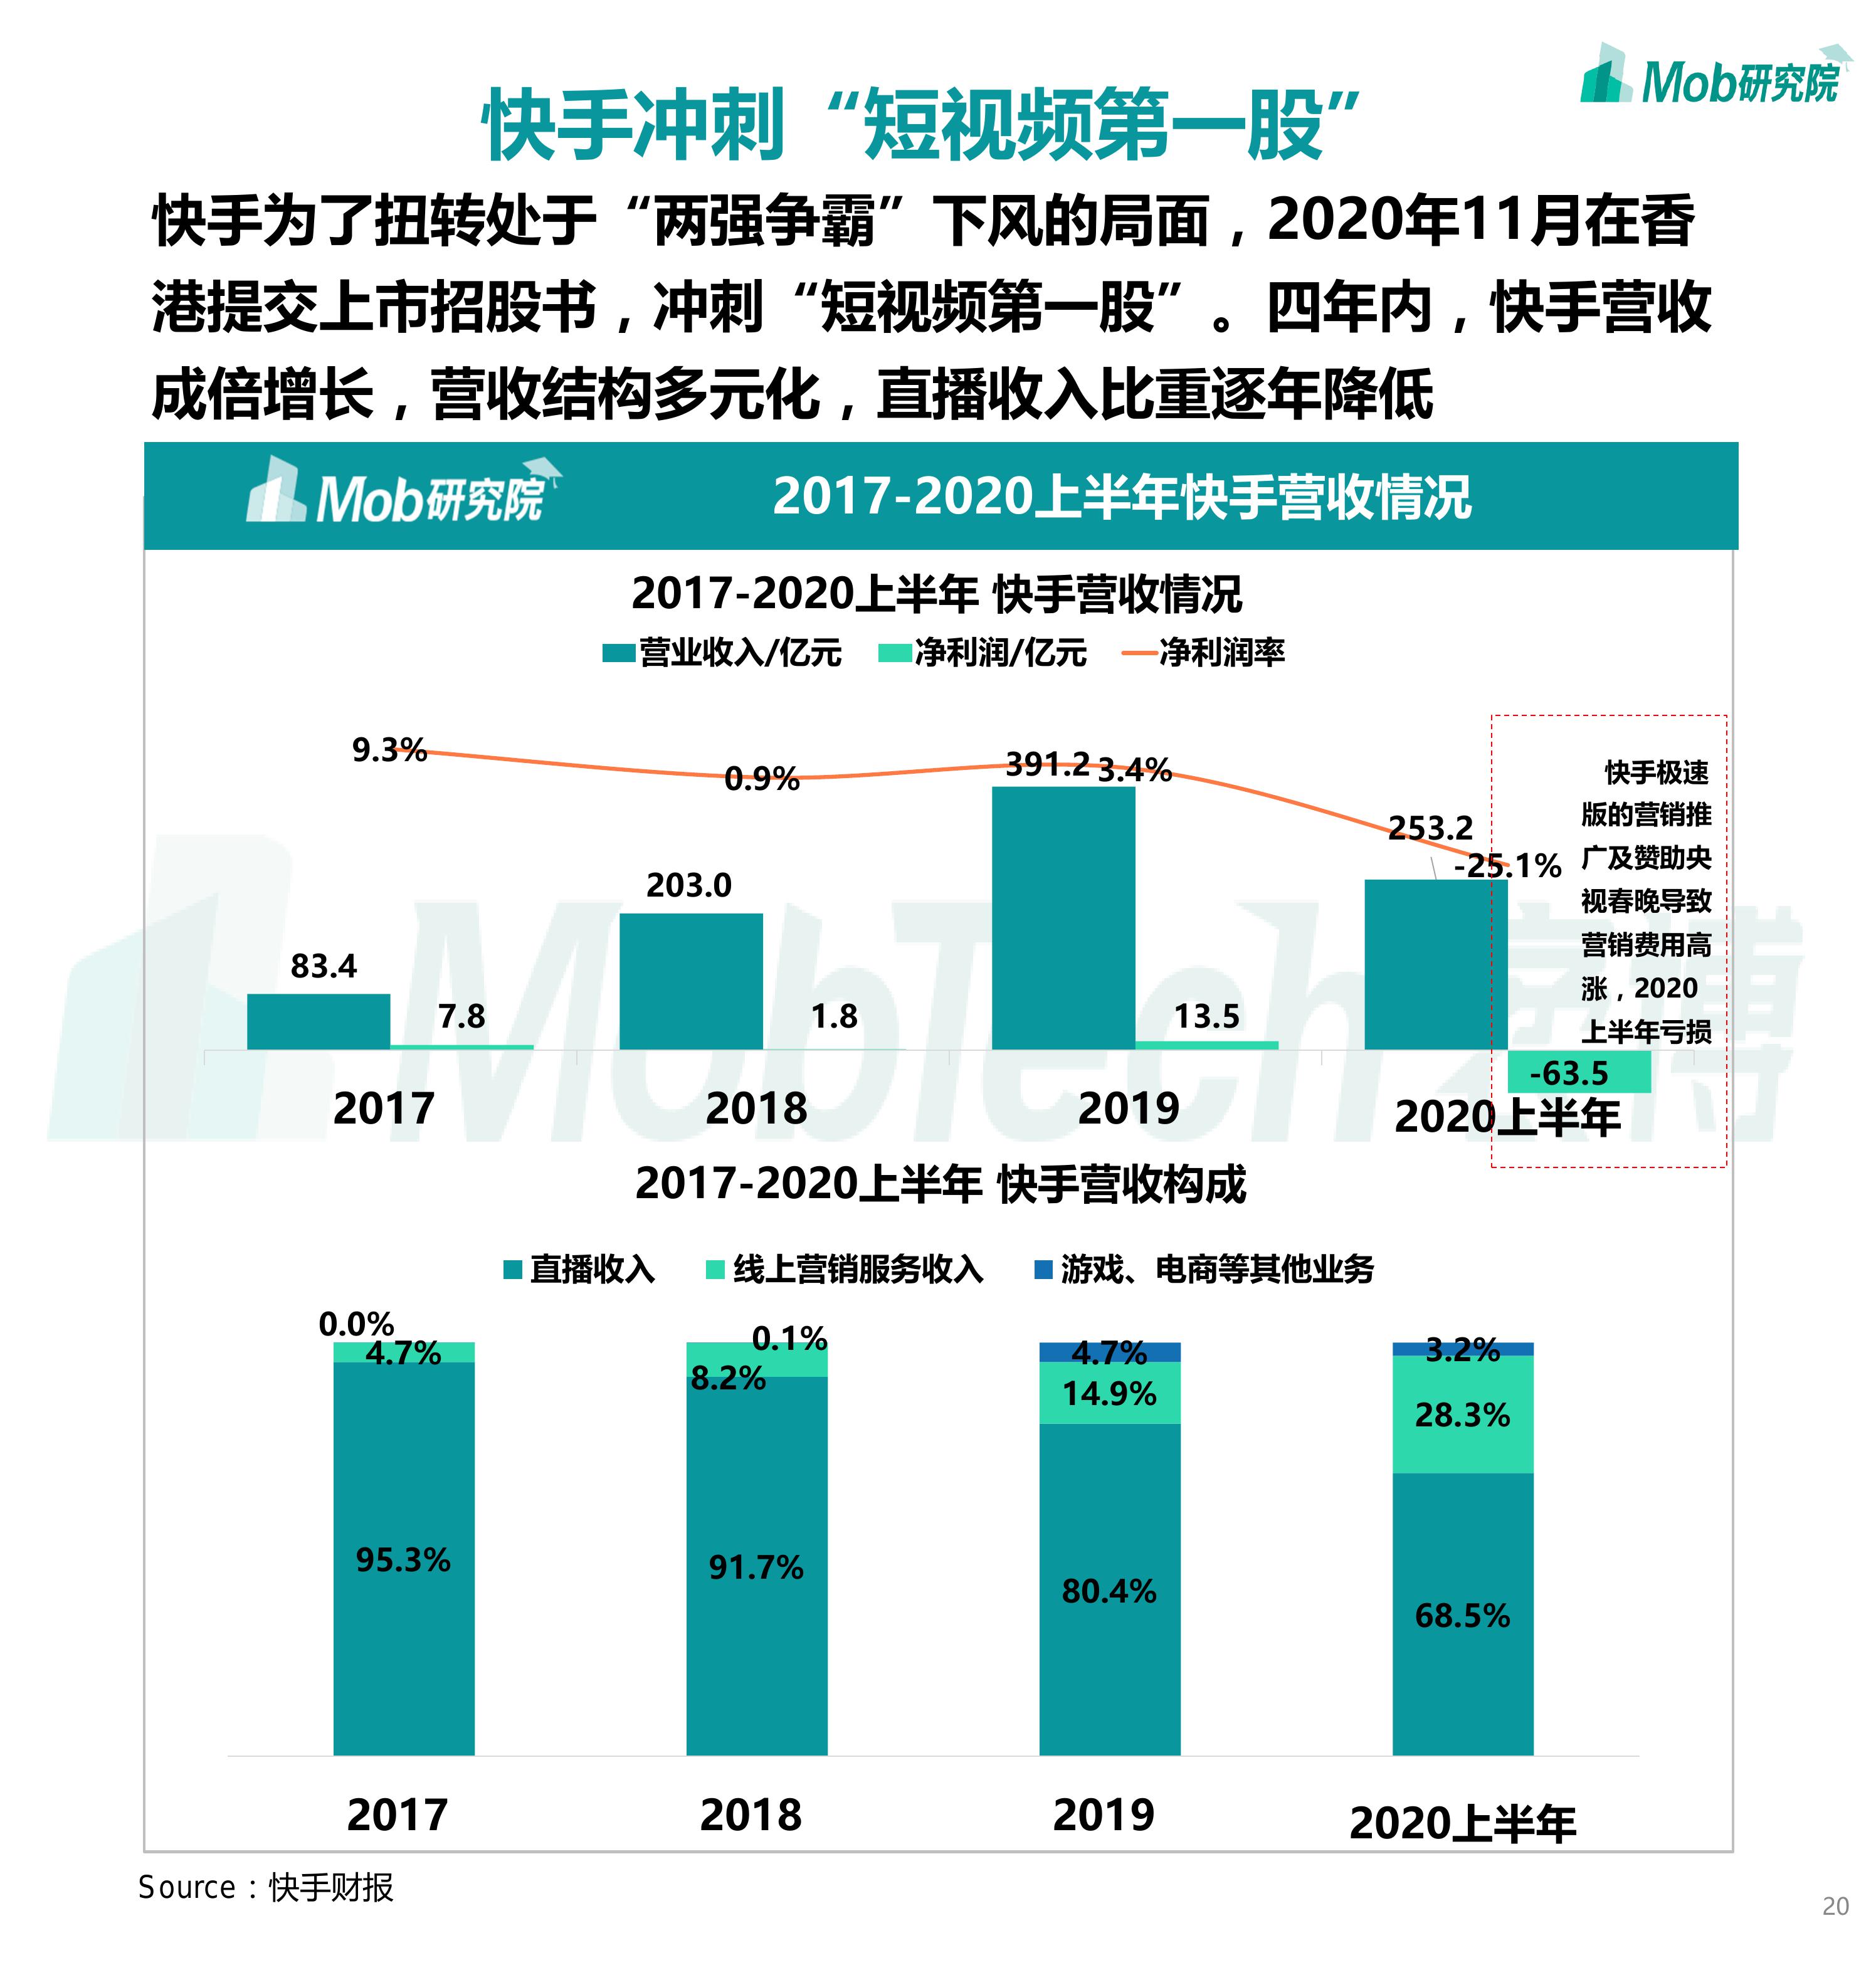 Mob研究院
快手冲刺“短视频第一股”
快手为了扭转处于“两强争霸”下风的局面，2020年11月在香
港提交上市招股书，冲刺“短视频第一股”。四年内，快手营收
成倍增长，营收结构多元化，直播收入比重逐年降低
Mob研究院
2017-2020上半年快手营收情况
2017-2020上半年 快手营收情况
营业收入/亿元 净利润/亿元 净利润率
9.3%
0.9%
391.2
3.4%
253.2
-25.1%
203.0
83.4
7.8
1.8
13.5
-63.5
快手极速
版的营销推
广及赞助央
视春晚导致
营销费用高
涨，2020
上半年亏损
2017 2018 2019 2020上半年
MobTech 袤博
2017-2020上半年 快手营收构成
直播收入 线上营销服务收入 游戏、电商等其他业务
0.0%
4.7%
95.3%
0.1%
8.2%
91.7%
4.7%
14.9%
80.4%
3.2%
28.3%
68.5%
2017 2018 2019 2020上半年
Source：快手财报
20